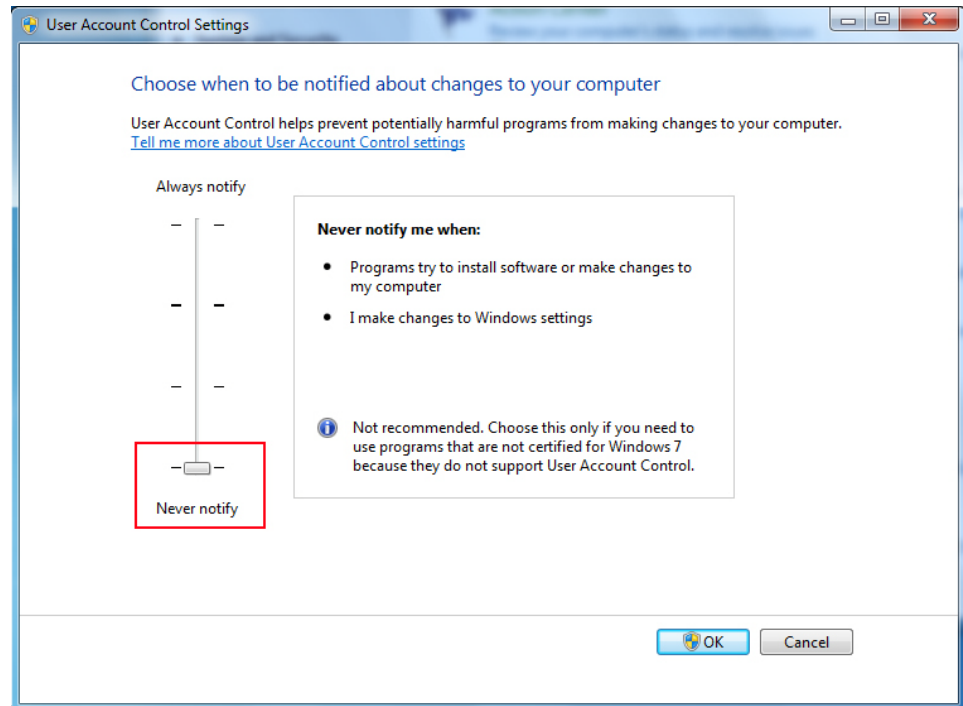 User Account Control Settings
Choose when to be notified about changes to your computer
User Account Control helps prevent potentially harmful programs from making changes to your computer.
Tell me more about User Account Control settings
Always notify
Never notify me when:
• Programs try to install software or make changes to
my computer
• I make changes to Windows settings
Not recommended. Choose this only if you need to
use programs that are not certified for Windows 7
because they do not support User Account Control.
Never notify
OK
Cancel